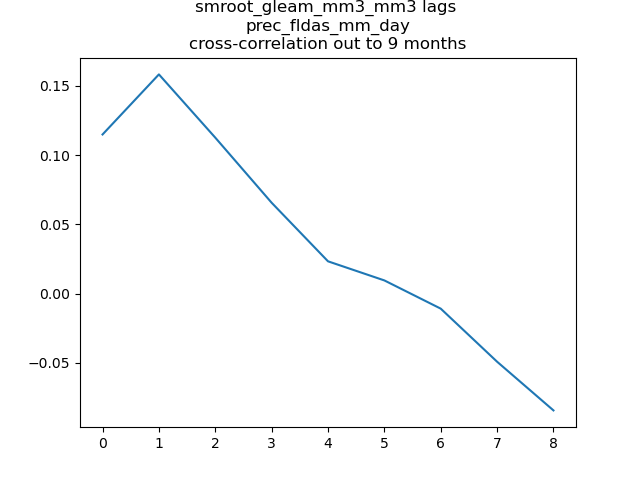 smroot_gleam_mm3_mm3 lags
prec_fldas_mm_day
cross-correlation out to 9 months
0.15
0.10
0.05
0.00
−0.05
0 1 2 3 4 5 6 7 8